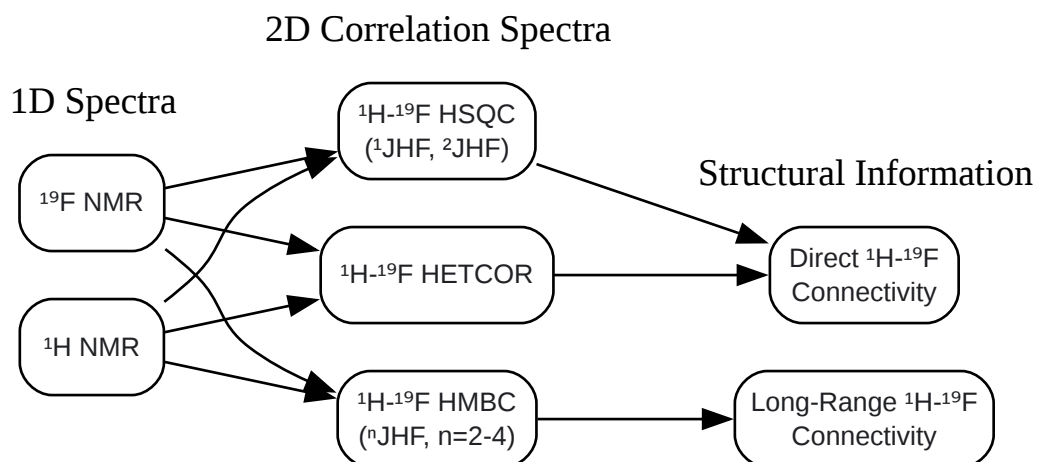 2D Correlation Spectra
1D Spectra
¹H-¹⁹F HSQC
(¹JHF, ²JHF)
Structural Information
¹⁹F NMR
¹H-¹⁹F HETCOR
Direct ¹H-¹⁹F
Connectivity
¹H NMR
¹H-¹⁹F HMBC
(ⁿJHF, n=2-4)
Long-Range ¹H-¹⁹F
Connectivity